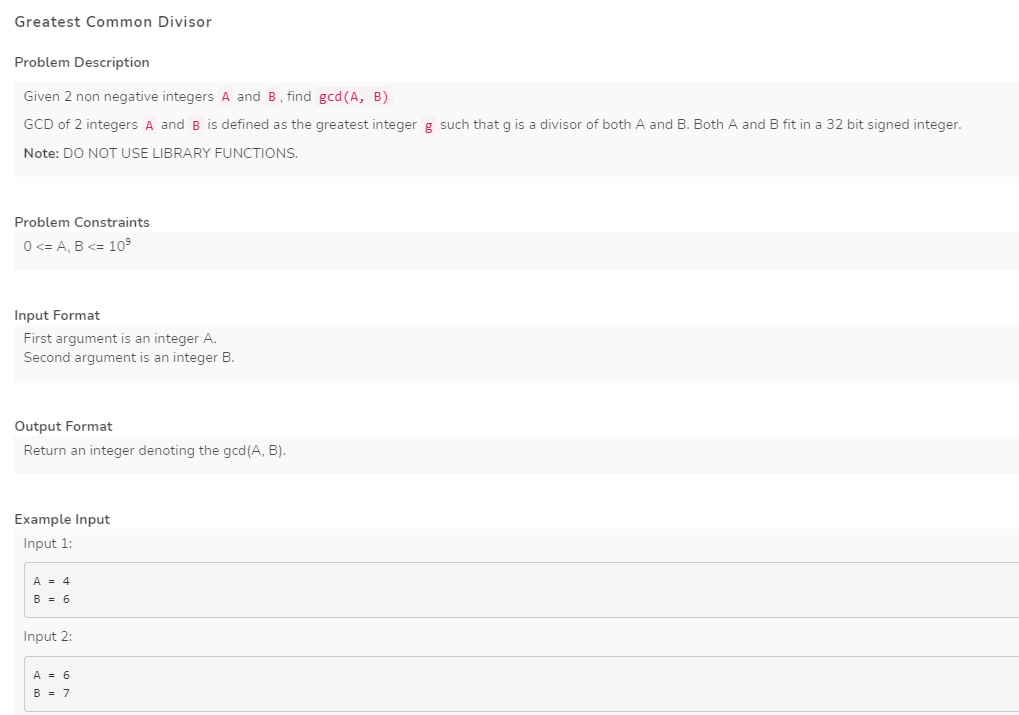 Greatest Common Divisor
Problem Description
Given 2 non negative integers A and B , find gcd(A, B)
GCD of 2 integers A and B is defined as the greatest integer g such that g is a divisor of both A and B. Both A and B fit in a 32 bit signed integer.
Note: DO NOT USE LIBRARY FUNCTIONS.
Problem Constraints
0 <= A, B <= 10⁹
Input Format
First argument is an integer A.
Second argument is an integer B.
Output Format
Return an integer denoting the gcd(A, B).
Example Input
Input 1:
A = 4
B = 6
Input 2:
A = 6
B = 7